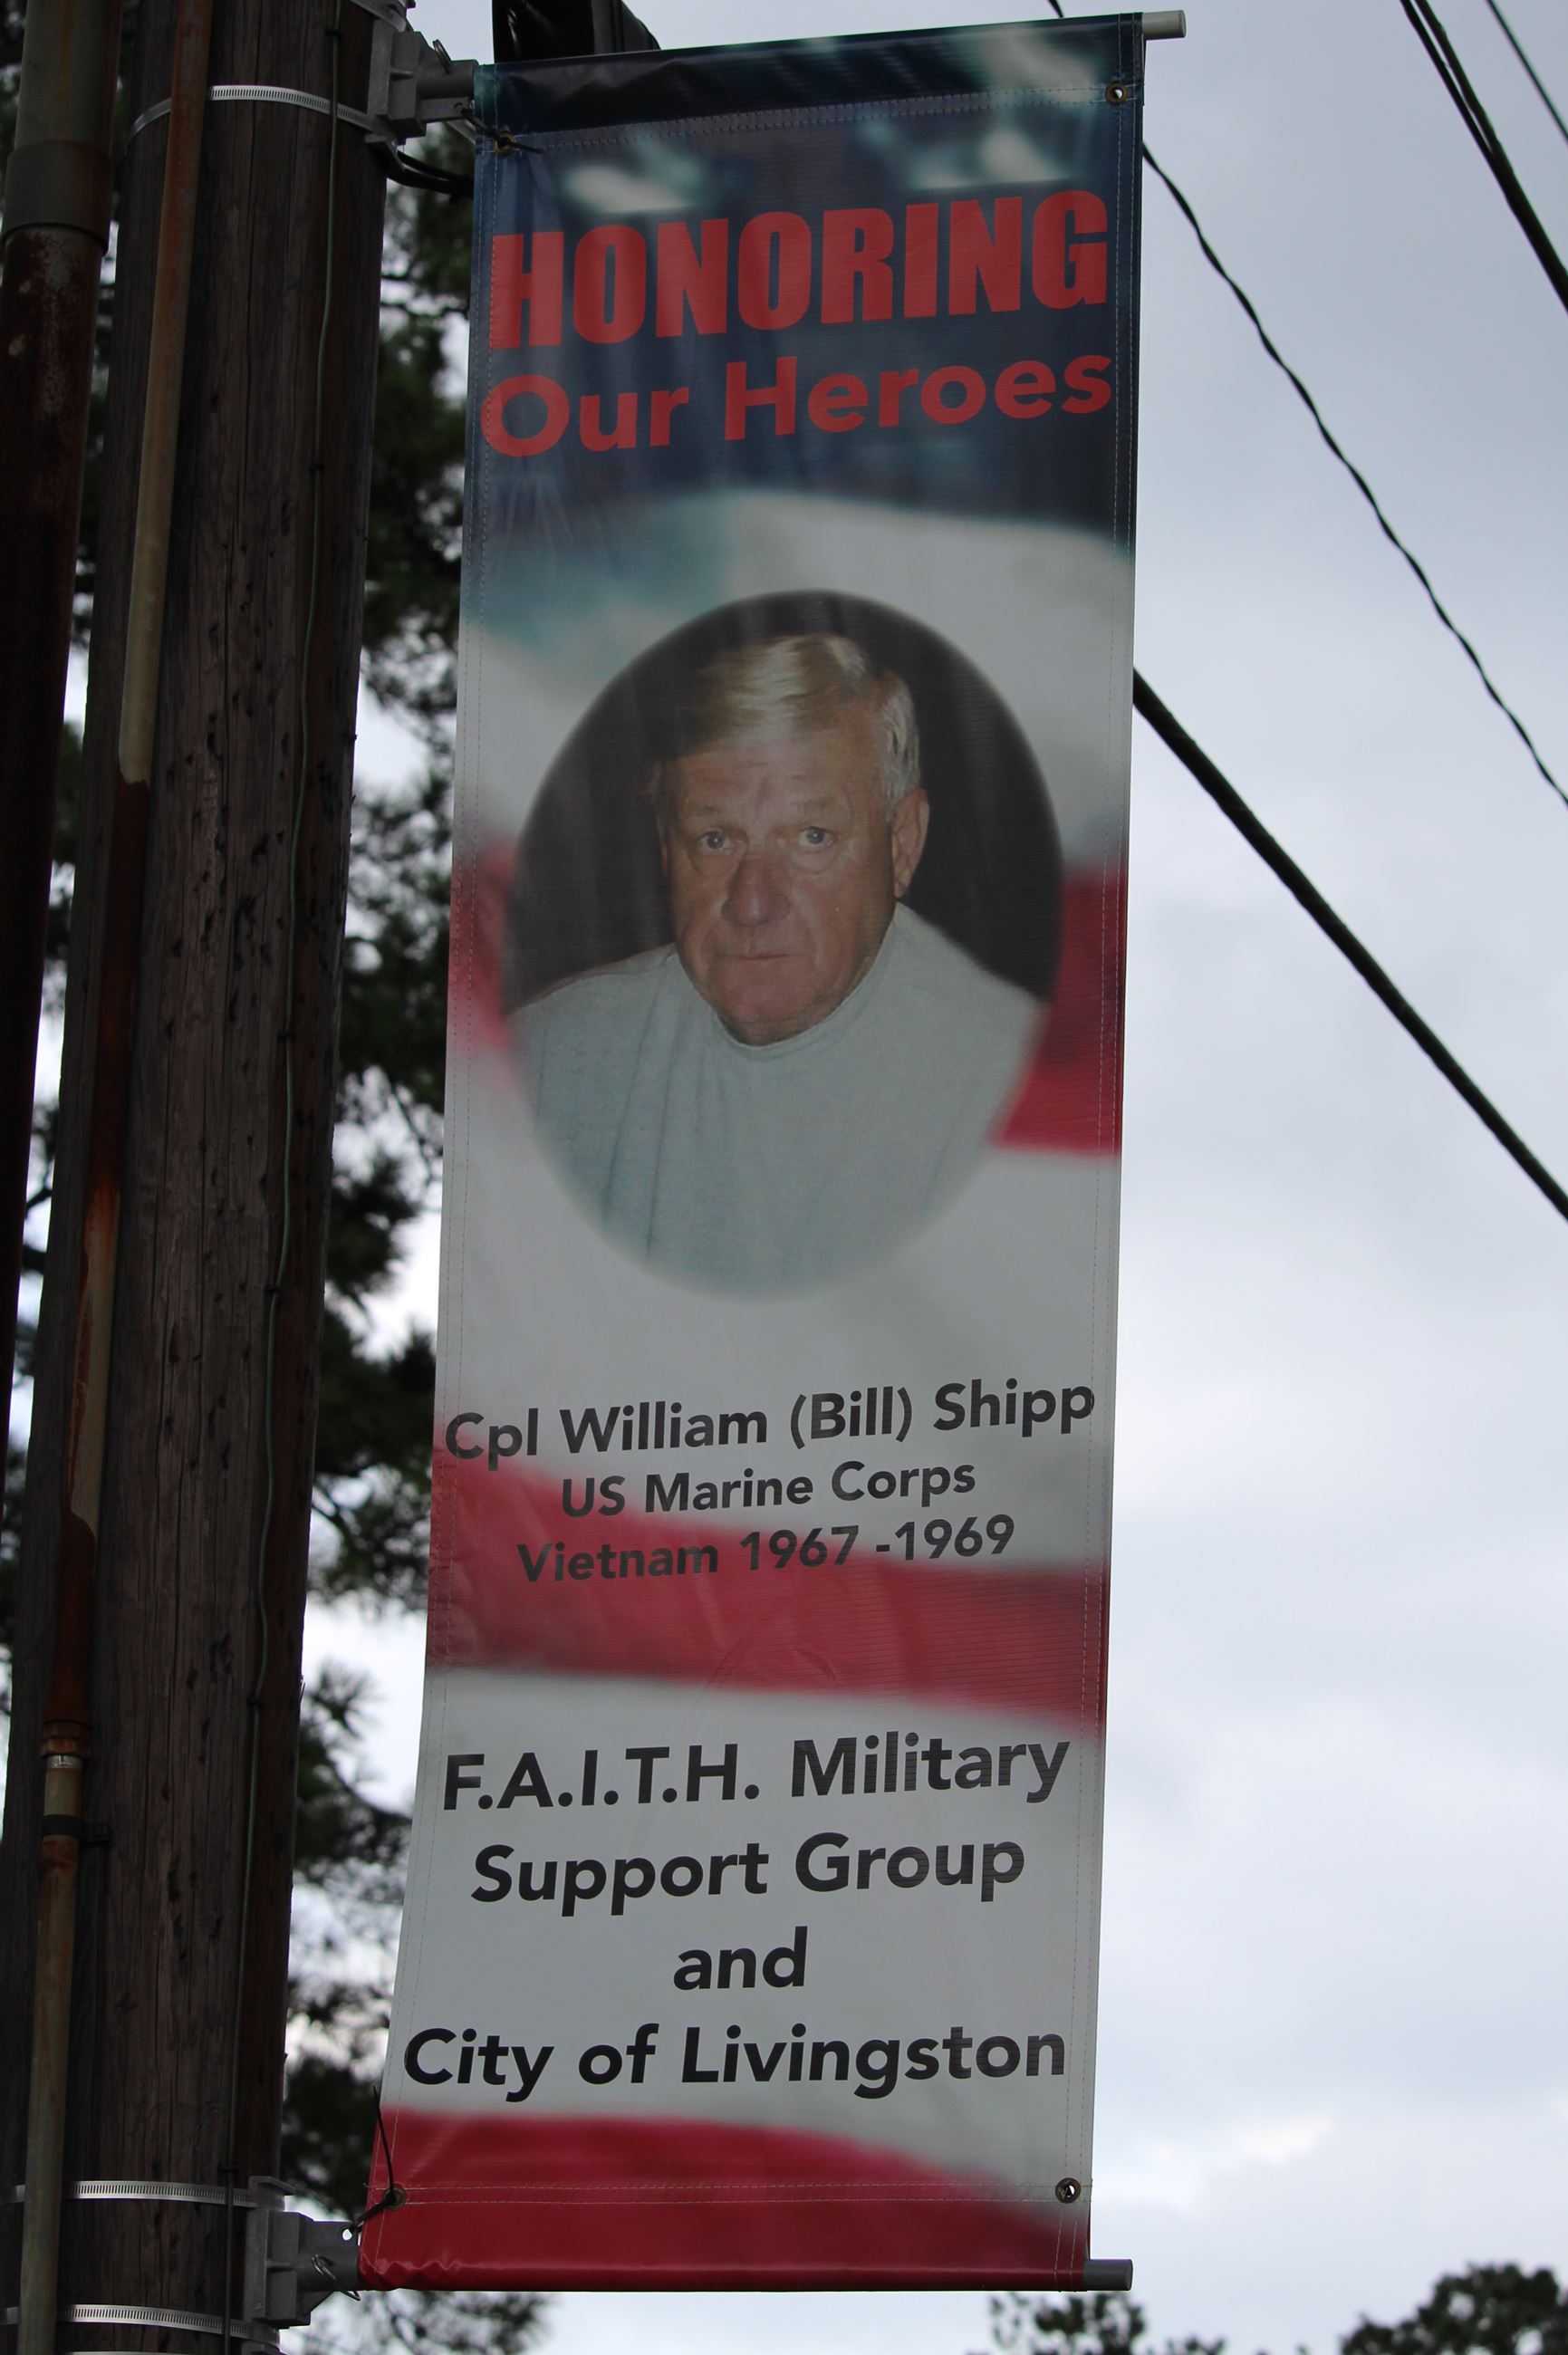 HONORING
Our Heroes
Cpl William (Bill) Shipp
US Marine Corps
Vietnam 1967 -1969
F.A.I.T.H. Military
Support Group
and
City of Livingston